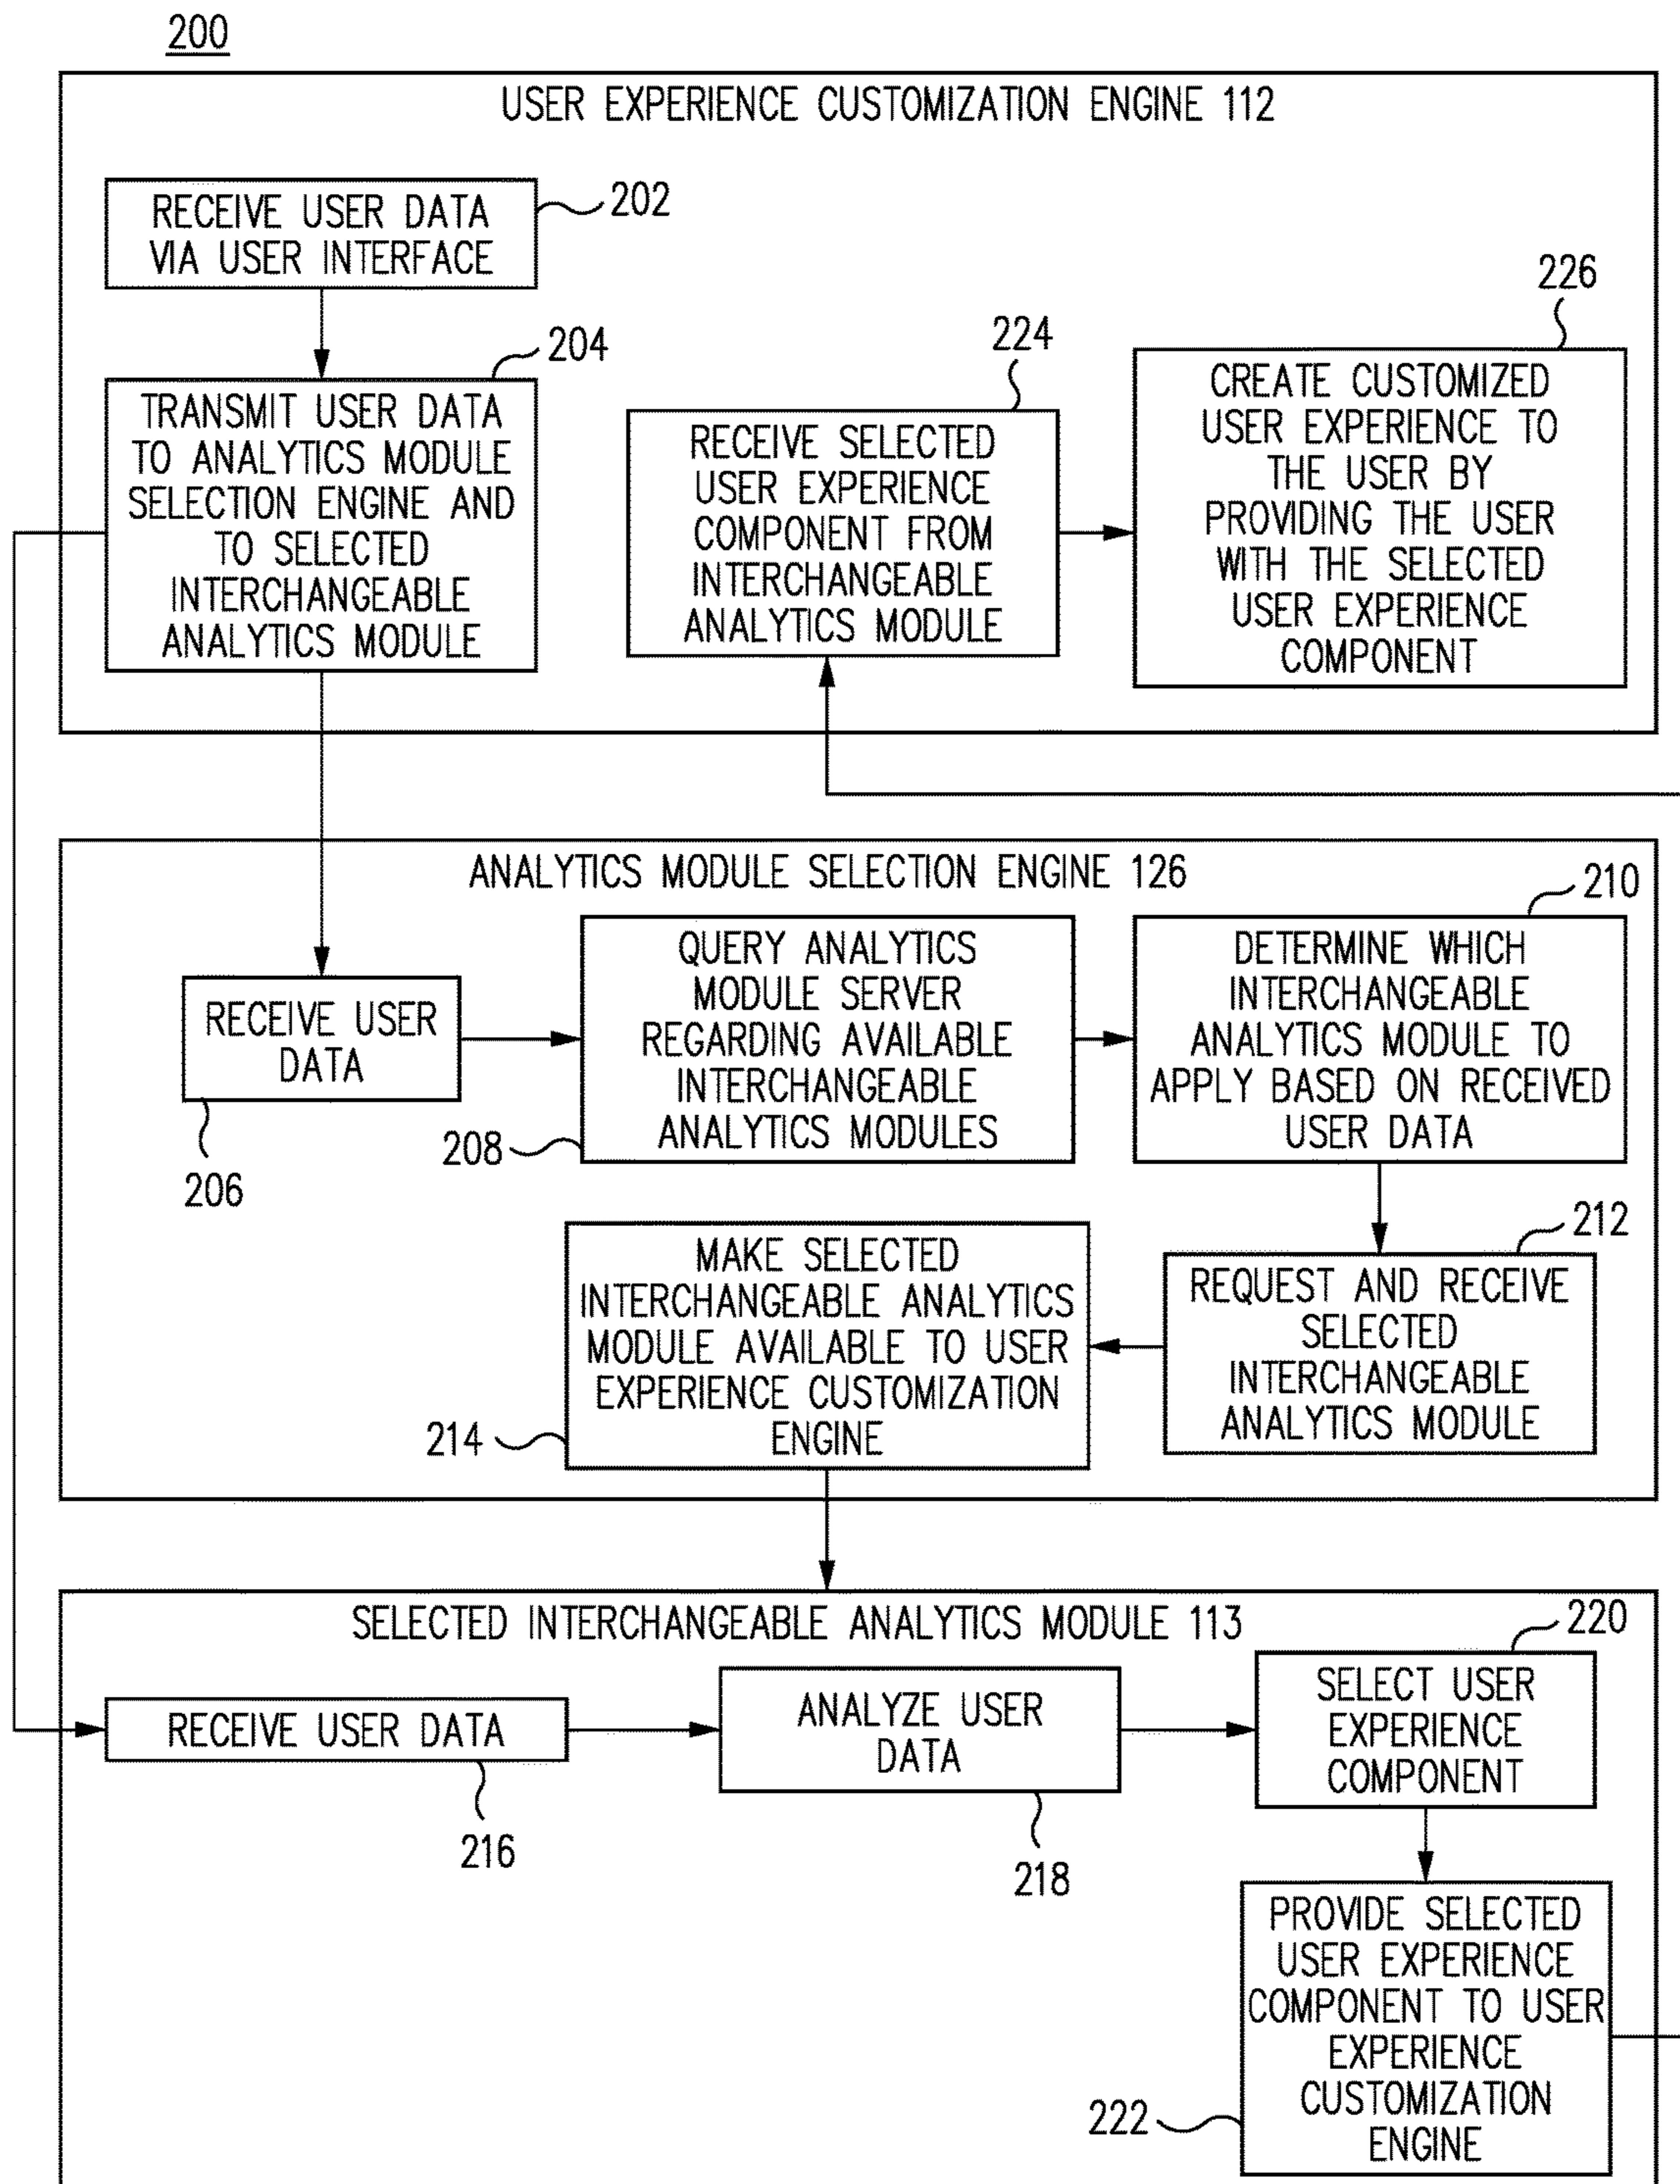 200
USER EXPERIENCE CUSTOMIZATION ENGINE 112
RECEIVE USER DATA
VIA USER INTERFACE
202
204
TRANSMIT USER DATA
TO ANALYTICS MODULE
SELECTION ENGINE AND
TO SELECTED
INTERCHANGEABLE
ANALYTICS MODULE
224
RECEIVE SELECTED
USER EXPERIENCE
COMPONENT FROM
INTERCHANGEABLE
ANALYTICS MODULE
226
CREATE CUSTOMIZED
USER EXPERIENCE TO
THE USER BY
PROVIDING THE USER
WITH THE SELECTED
USER EXPERIENCE
COMPONENT
ANALYTICS MODULE SELECTION ENGINE 126
RECEIVE USER
DATA
206
QUERY ANALYTICS
MODULE SERVER
REGARDING AVAILABLE
INTERCHANGEABLE
ANALYTICS MODULES
208
210
DETERMINE WHICH
INTERCHANGEABLE
ANALYTICS MODULE TO
APPLY BASED ON RECEIVED
USER DATA
212
REQUEST AND RECEIVE
SELECTED
INTERCHANGEABLE
ANALYTICS MODULE
MAKE SELECTED
INTERCHANGEABLE ANALYTICS
MODULE AVAILABLE TO USER
EXPERIENCE CUSTOMIZATION
ENGINE
214
SELECTED INTERCHANGEABLE ANALYTICS MODULE 113
RECEIVE USER DATA
216
ANALYZE USER
DATA
218
220
SELECT USER
EXPERIENCE
COMPONENT
PROVIDE SELECTED
USER EXPERIENCE
COMPONENT TO USER
EXPERIENCE
CUSTOMIZATION
ENGINE
222